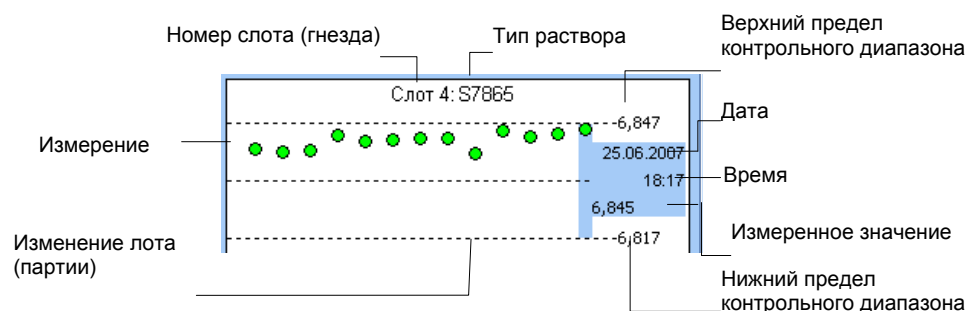 Верхний предел
контрольного диапазона
Номер слота (гнезда)
Тип раствора
Слот 4: S7865
6,847
Дата
Измерение
25.06.2007
18:17
Время
6,845
Измеренное значение
Изменение лота
(партии)
6,817
Нижний предел
контрольного диапазона